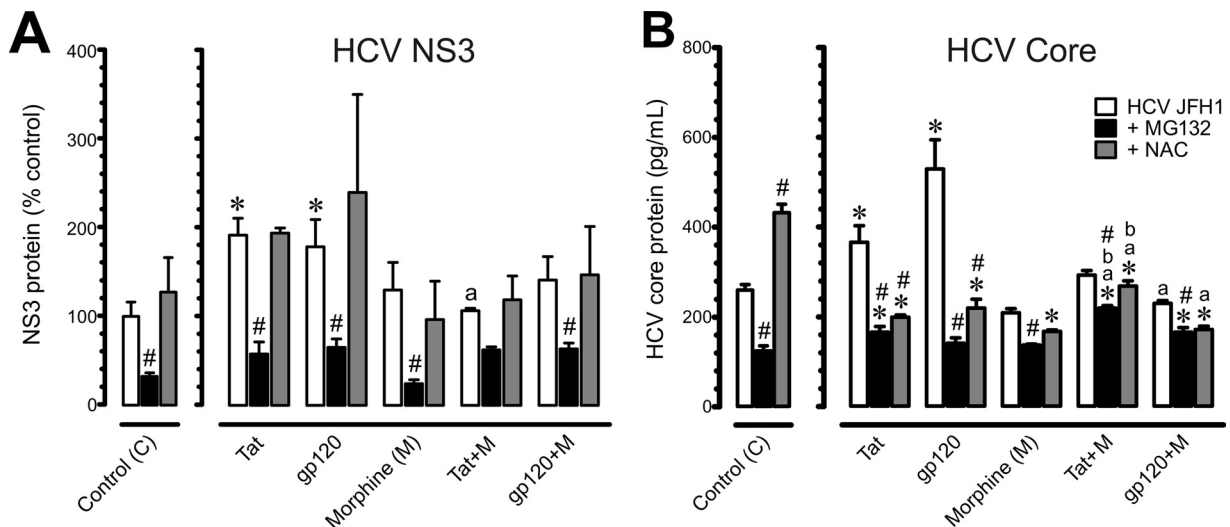 A
HCV NS3
NS3 protein (% control)
400
300
200
100
0
*
*
a
#
#
#
#
#
Control (C)
Tat
gp120
Morphine (M)
Tat+M
gp120+M
B
HCV Core
HCV core protein (pg/mL)
800
600
400
200
0
HCV JFH1
+ MG132
+ NAC
#
#
*
#
*
#
*
*
#
#
*
#
*
#
b
a
*
b
a
*
a
#
*
a
*
Control (C)
Tat
gp120
Morphine (M)
Tat+ M
gp120+M